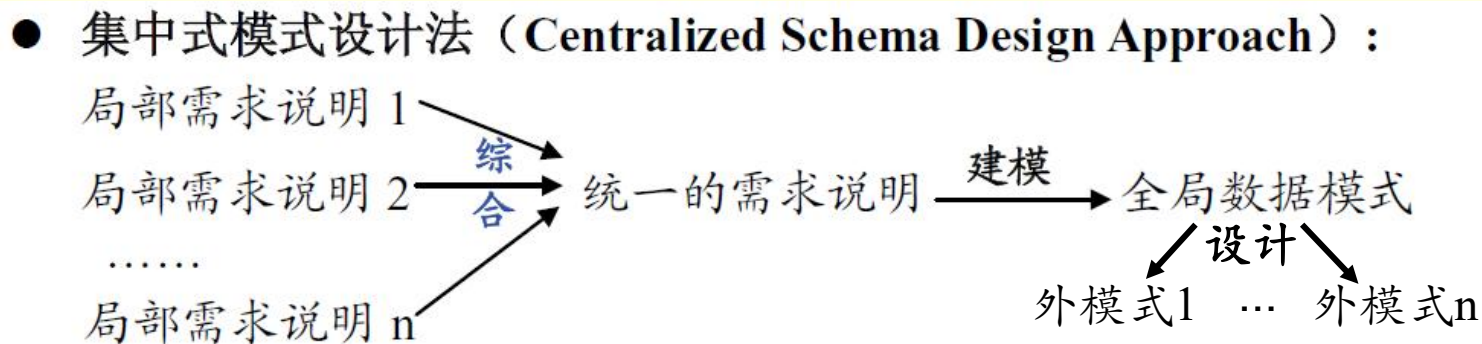 ● 集中式模式设计法（Centralized Schema Design Approach）:
局部需求说明 1
局部需求说明 2 综合 统一的需求说明 建模 全局数据模式
…… 设计
外模式1 … 外模式n
局部需求说明 n